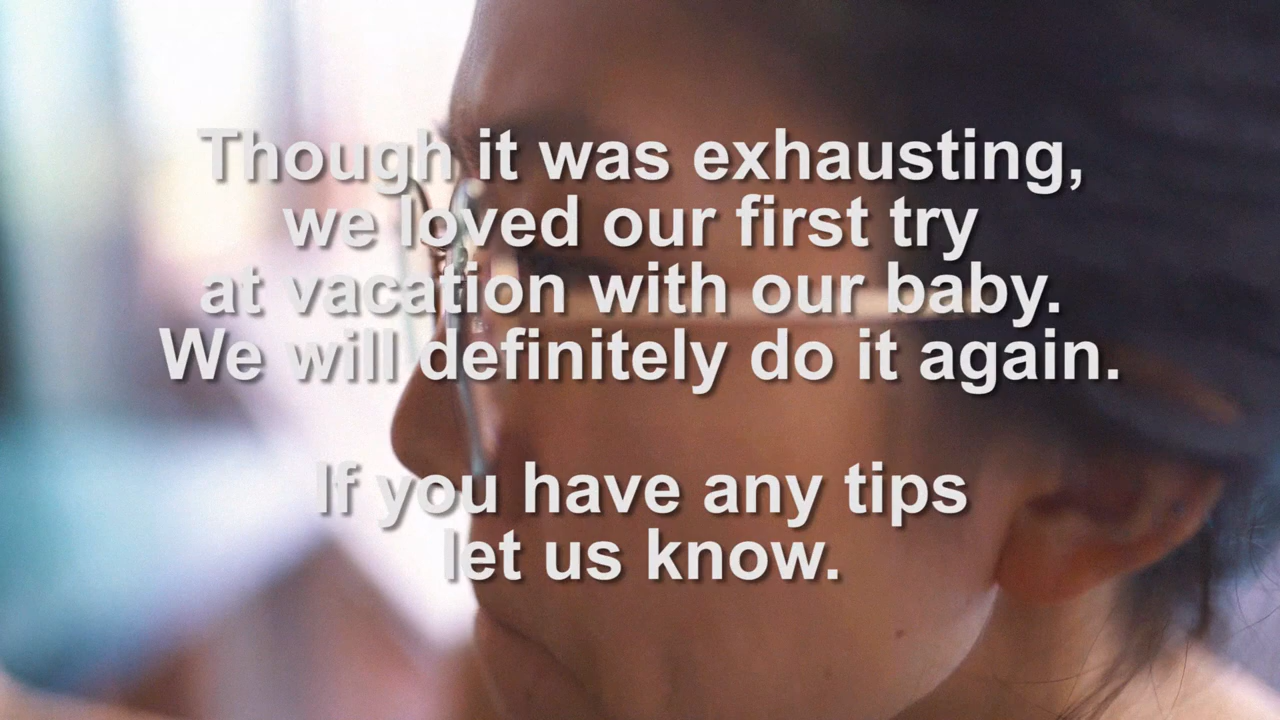 Though it was exhausting,
we loved our first try
at vacation with our baby.
We will definitely do it again.
If you have any tips
let us know.